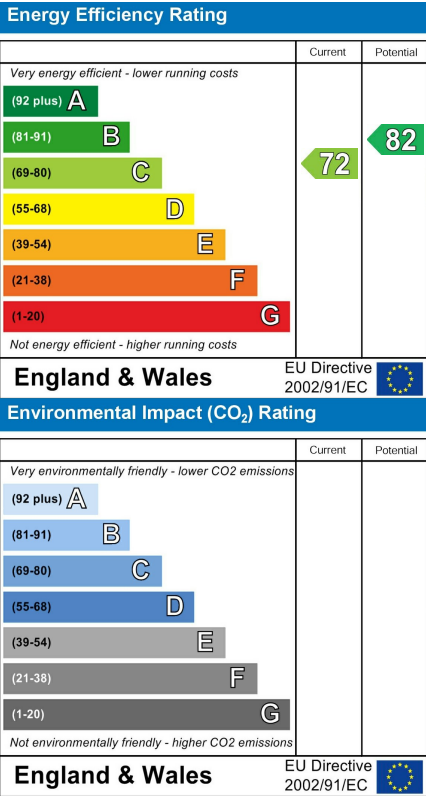 Energy Efficiency Rating
Current Potential
Very energy efficient - lower running costs
(92 plus) A
(81-91) B
82
(69-80) C
72
(55-68) D
(39-54) E
(21-38) F
(1-20) G
Not energy efficient - higher running costs
England & Wales
EU Directive
2002/91/EC
Environmental Impact (CO₂) Rating
Current Potential
Very environmentally friendly - lower CO2 emissions
(92 plus) A
(81-91) B
(69-80) C
(55-68) D
(39-54) E
(21-38) F
(1-20) G
Not environmentally friendly - higher CO2 emissions
England & Wales
EU Directive
2002/91/EC